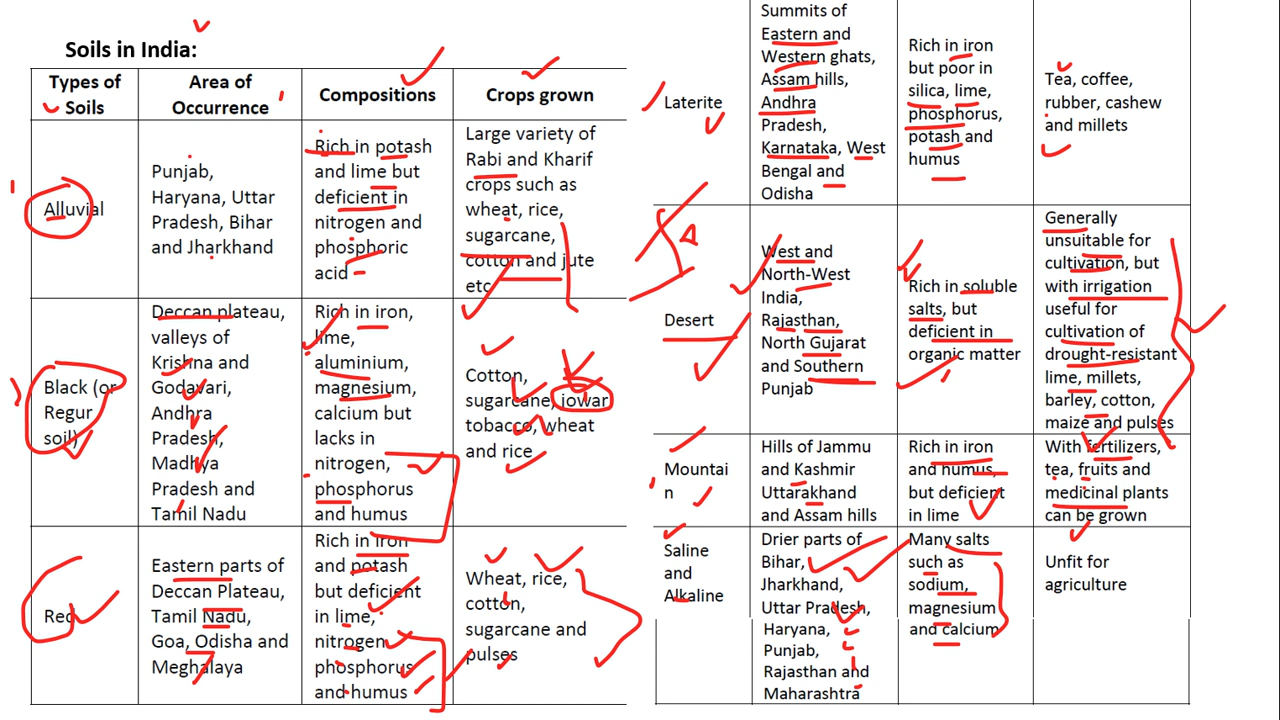 Soils in India:
Types of
Soils
Area of
Occurrence
Compositions
Crops grown
Alluvial
Punjab,
Haryana, Uttar
Pradesh, Bihar
and Jharkhand
Rich in potash
and lime but
deficient in
nitrogen and
phosphoric
acid
Large variety of
Rabi and Kharif
crops such as
wheat, rice,
sugarcane,
cotton and jute
etc
Black (or
Regur
soil)
Deccan plateau,
valleys of
Krishna and
Godavari,
Andhra
Pradesh,
Madhya
Pradesh and
Tamil Nadu
Rich in iron,
lime,
aluminium,
magnesium,
calcium but
lacks in
nitrogen,
phosphorus
and humus
Cotton,
sugarcane, jowar
tobacco, wheat
and rice
Red
Eastern parts of
Deccan Plateau,
Tamil Nadu,
Goa, Odisha and
Meghalaya
Rich in iron
and potash
but deficient
in lime,
nitrogen
phosphorus
and humus
Wheat, rice,
cotton,
sugarcane and
pulses
Laterite
Summits of
Eastern and
Western ghats,
Assam hills,
Andhra
Pradesh,
Karnataka, West
Bengal and
Odisha
Rich in iron
but poor in
silica, lime,
phosphorus,
potash and
humus
Tea, coffee,
rubber, cashew
and millets
Desert
West and
North-West
India,
Rajasthan,
North Gujarat
and Southern
Punjab
Rich in soluble
salts, but
deficient in
organic matter
Generally
unsuitable for
cultivation, but
with irrigation
useful for
cultivation of
drought-resistant
lime, millets,
barley, cotton,
maize and pulses
Mountai
n
Hills of Jammu
and Kashmir
Uttarakhand
and Assam hills
Rich in iron
and humus,
but deficient
in lime
With fertilizers,
tea, fruits and
medicinal plants
can be grown
Saline
and
Alkaline
Drier parts of
Bihar,
Jharkhand,
Uttar Pradesh,
Haryana,
Punjab,
Rajasthan and
Maharashtra
Many salts
such as
sodium,
magnesium
and calcium
Unfit for
agriculture